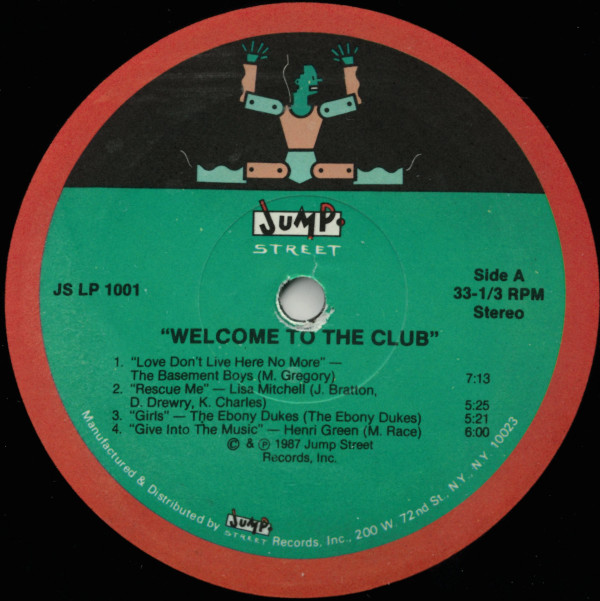 JUMP.
STREET
JS LP 1001
Side A
33-1/3 RPM
Stereo
"WELCOME TO THE CLUB"
1. "Love Don't Live Here No More" —
The Basement Boys (M. Gregory) 7:13
2. "Rescue Me" — Lisa Mitchell (J. Bratton,
D. Drewry, K. Charles) 5:25
3. "Girls" — The Ebony Dukes (The Ebony Dukes) 5:21
4. "Give Into The Music" — Henri Green (M. Race) 6:00
© & ℗ 1987 Jump Street
Records, Inc.
Manufactured & Distributed by JUMP. STREET Records, Inc., 200 W. 72nd St., N.Y., N.Y. 10023